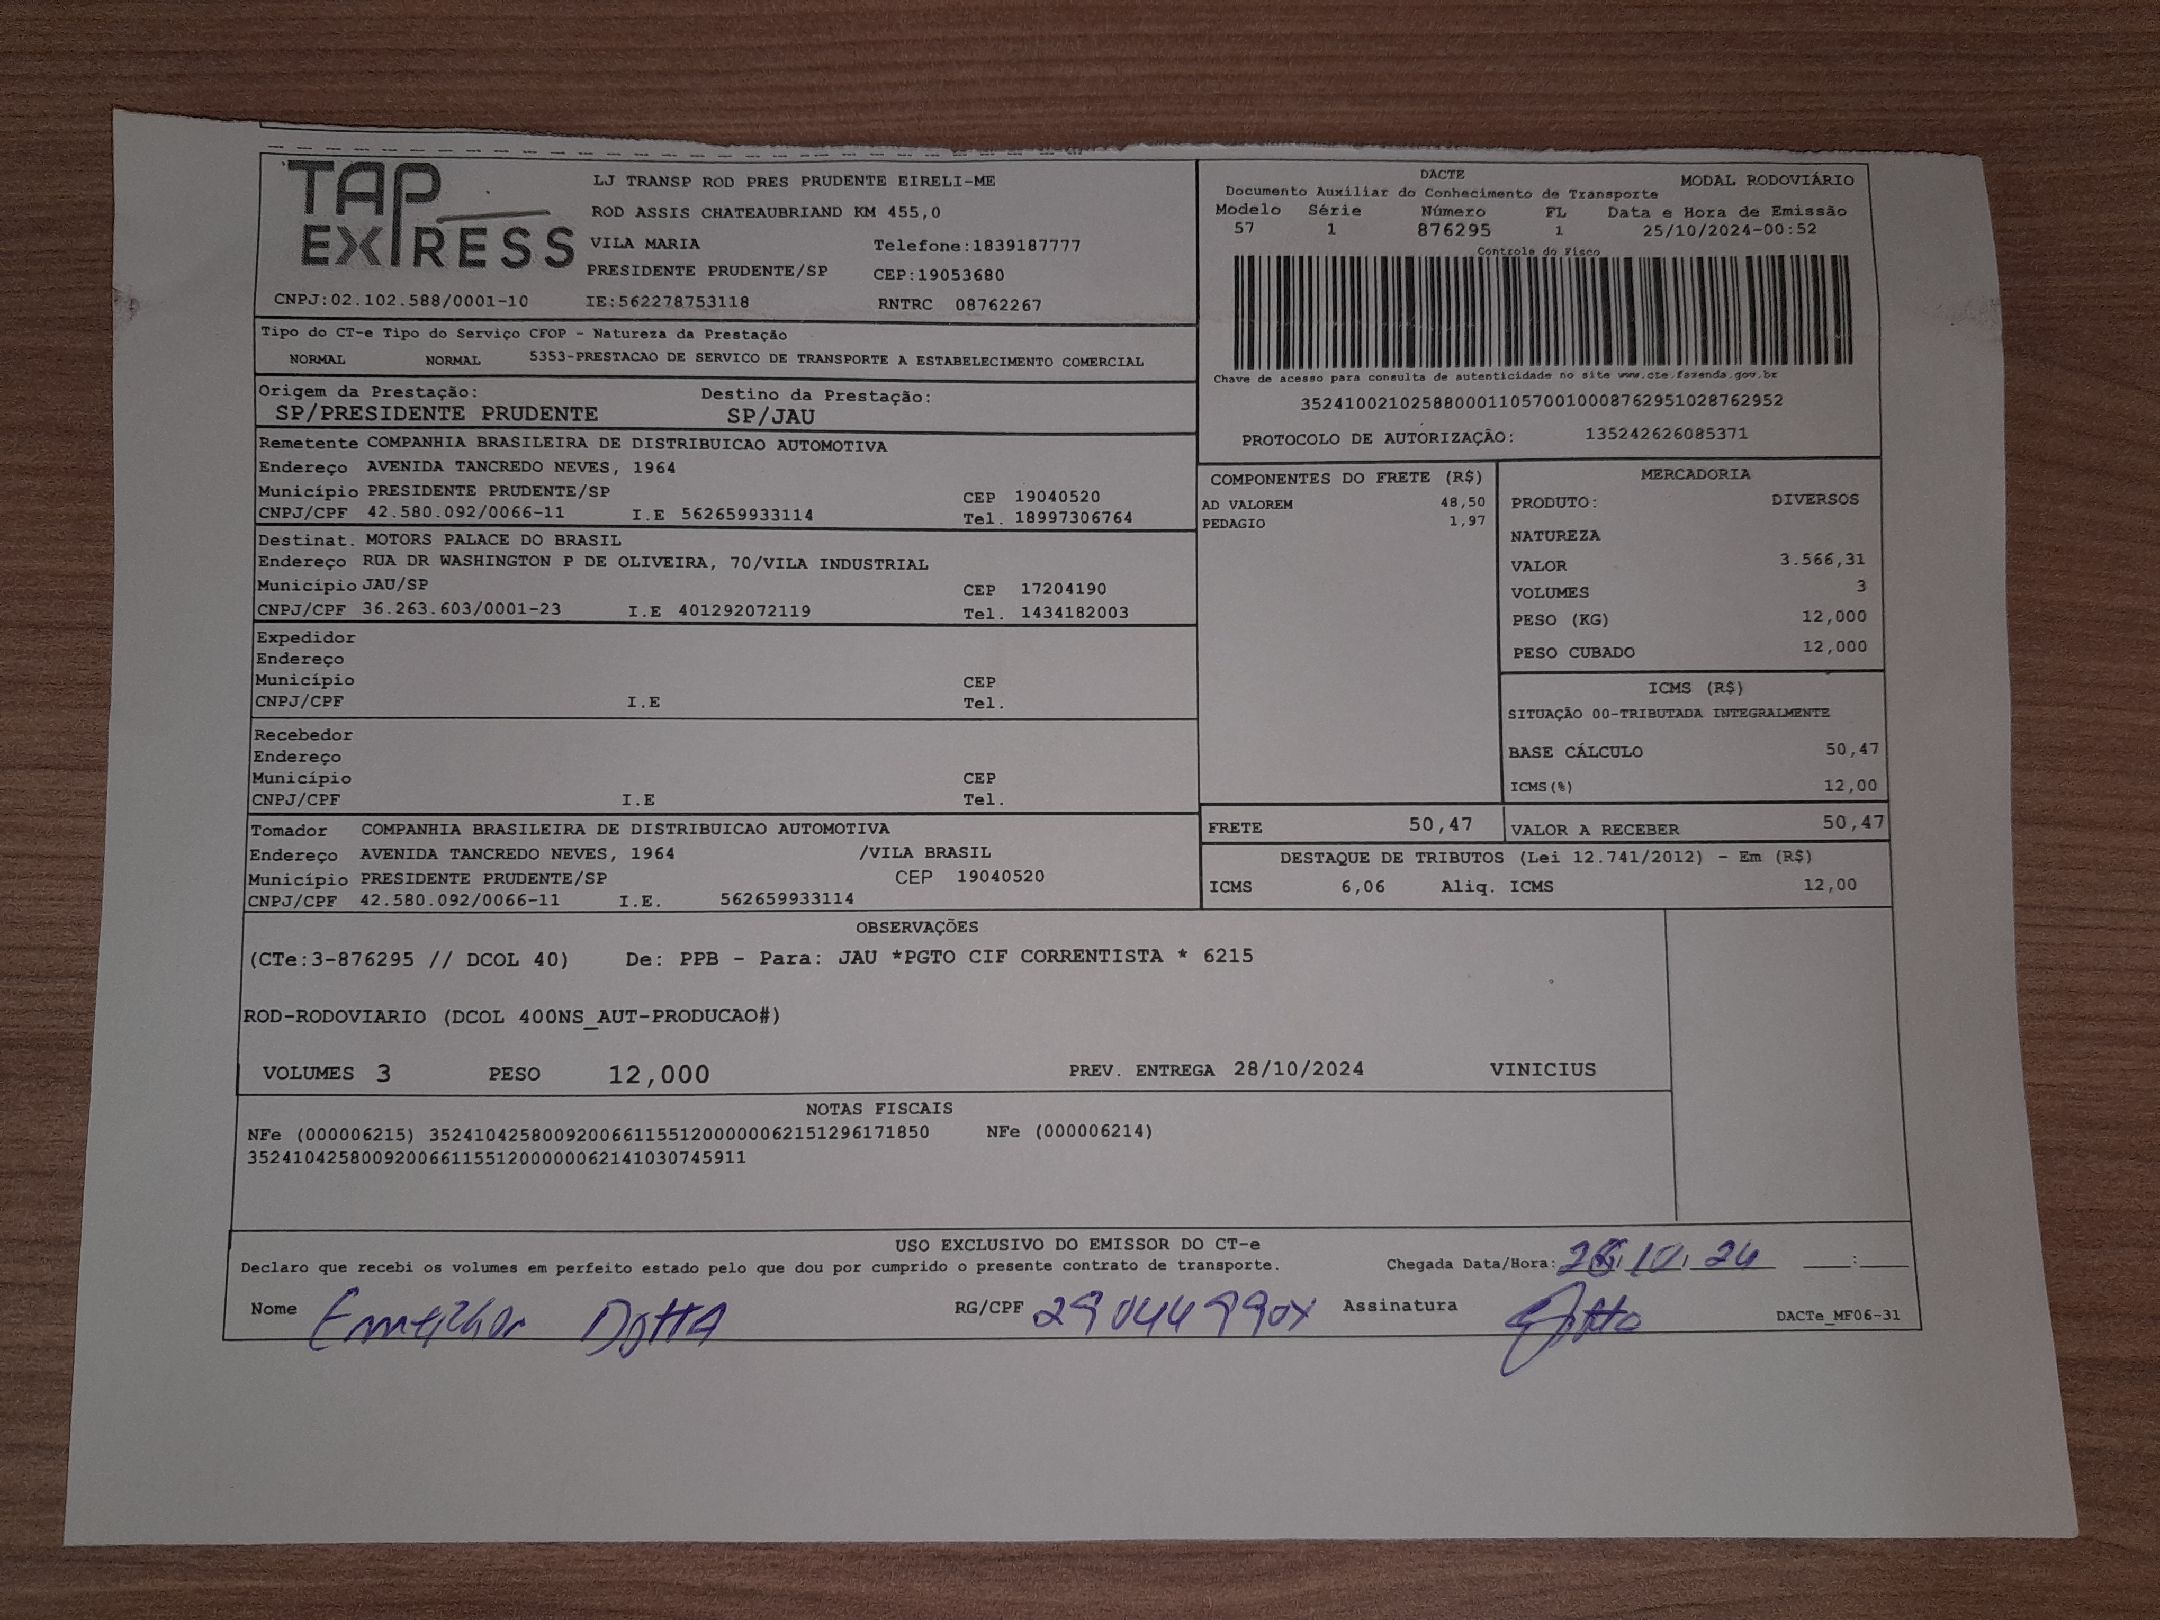 TAP
EXPRESS
LJ TRANSP ROD PRES PRUDENTE EIRELI-ME
ROD ASSIS CHATEAUBRIAND KM 455,0
VILA MARIA Telefone:1839187777
PRESIDENTE PRUDENTE/SP CEP:19053680
CNPJ:02.102.588/0001-10 IE:562278753118 RNTRC 08762267
DACTE MODAL RODOVIÁRIO
Documento Auxiliar do Conhecimento de Transporte
Modelo Série Número FL Data e Hora de Emissão
57 1 876295 1 25/10/2024-00:52
Controle do Fisco
Chave de acesso para consulta de autenticidade no site www.cte.fazenda.gov.br
35241002102588000110570010008762951028762952
PROTOCOLO DE AUTORIZAÇÃO: 135242626085371
Tipo do CT-e Tipo do Serviço CFOP - Natureza da Prestação
NORMAL NORMAL 5353-PRESTACAO DE SERVICO DE TRANSPORTE A ESTABELECIMENTO COMERCIAL
Origem da Prestação: Destino da Prestação:
SP/PRESIDENTE PRUDENTE SP/JAU
Remetente COMPANHIA BRASILEIRA DE DISTRIBUICAO AUTOMOTIVA
Endereço AVENIDA TANCREDO NEVES, 1964
Município PRESIDENTE PRUDENTE/SP CEP 19040520
CNPJ/CPF 42.580.092/0066-11 I.E 562659933114 Tel. 18997306764
Destinat. MOTORS PALACE DO BRASIL
Endereço RUA DR WASHINGTON P DE OLIVEIRA, 70/VILA INDUSTRIAL
Município JAU/SP CEP 17204190
CNPJ/CPF 36.263.603/0001-23 I.E 401292072119 Tel. 1434182003
Expedidor
Endereço
Município CEP
CNPJ/CPF I.E Tel.
Recebedor
Endereço
Município CEP
CNPJ/CPF I.E Tel.
Tomador COMPANHIA BRASILEIRA DE DISTRIBUICAO AUTOMOTIVA
Endereço AVENIDA TANCREDO NEVES, 1964 /VILA BRASIL
Município PRESIDENTE PRUDENTE/SP CEP 19040520
CNPJ/CPF 42.580.092/0066-11 I.E. 562659933114
COMPONENTES DO FRETE (R$)
AD VALOREM 48,50
PEDAGIO 1,97
MERCADORIA
PRODUTO: DIVERSOS
NATUREZA
VALOR 3.566,31
VOLUMES 3
PESO (KG) 12,000
PESO CUBADO 12,000
ICMS (R$)
SITUAÇÃO 00-TRIBUTADA INTEGRALMENTE
BASE CÁLCULO 50,47
ICMS(%) 12,00
FRETE 50,47 VALOR A RECEBER 50,47
DESTAQUE DE TRIBUTOS (Lei 12.741/2012) - Em (R$)
ICMS 6,06 Aliq. ICMS 12,00
OBSERVAÇÕES
(CTe:3-876295 // DCOL 40) De: PPB - Para: JAU *PGTO CIF CORRENTISTA * 6215
ROD-RODOVIARIO (DCOL 400NS_AUT-PRODUCAO#)
VOLUMES 3 PESO 12,000 PREV. ENTREGA 28/10/2024 VINICIUS
NOTAS FISCAIS
NFe (000006215) 35241042580092006611551200000062151296171850 NFe (000006214)
35241042580092006611551200000062141030745911
USO EXCLUSIVO DO EMISSOR DO CT-e
Declaro que recebi os volumes em perfeito estado pelo que dou por cumprido o presente contrato de transporte. Chegada Data/Hora: 10 24 :
Nome Dotta RG/CPF 29044990X Assinatura DACTe_MF06-31